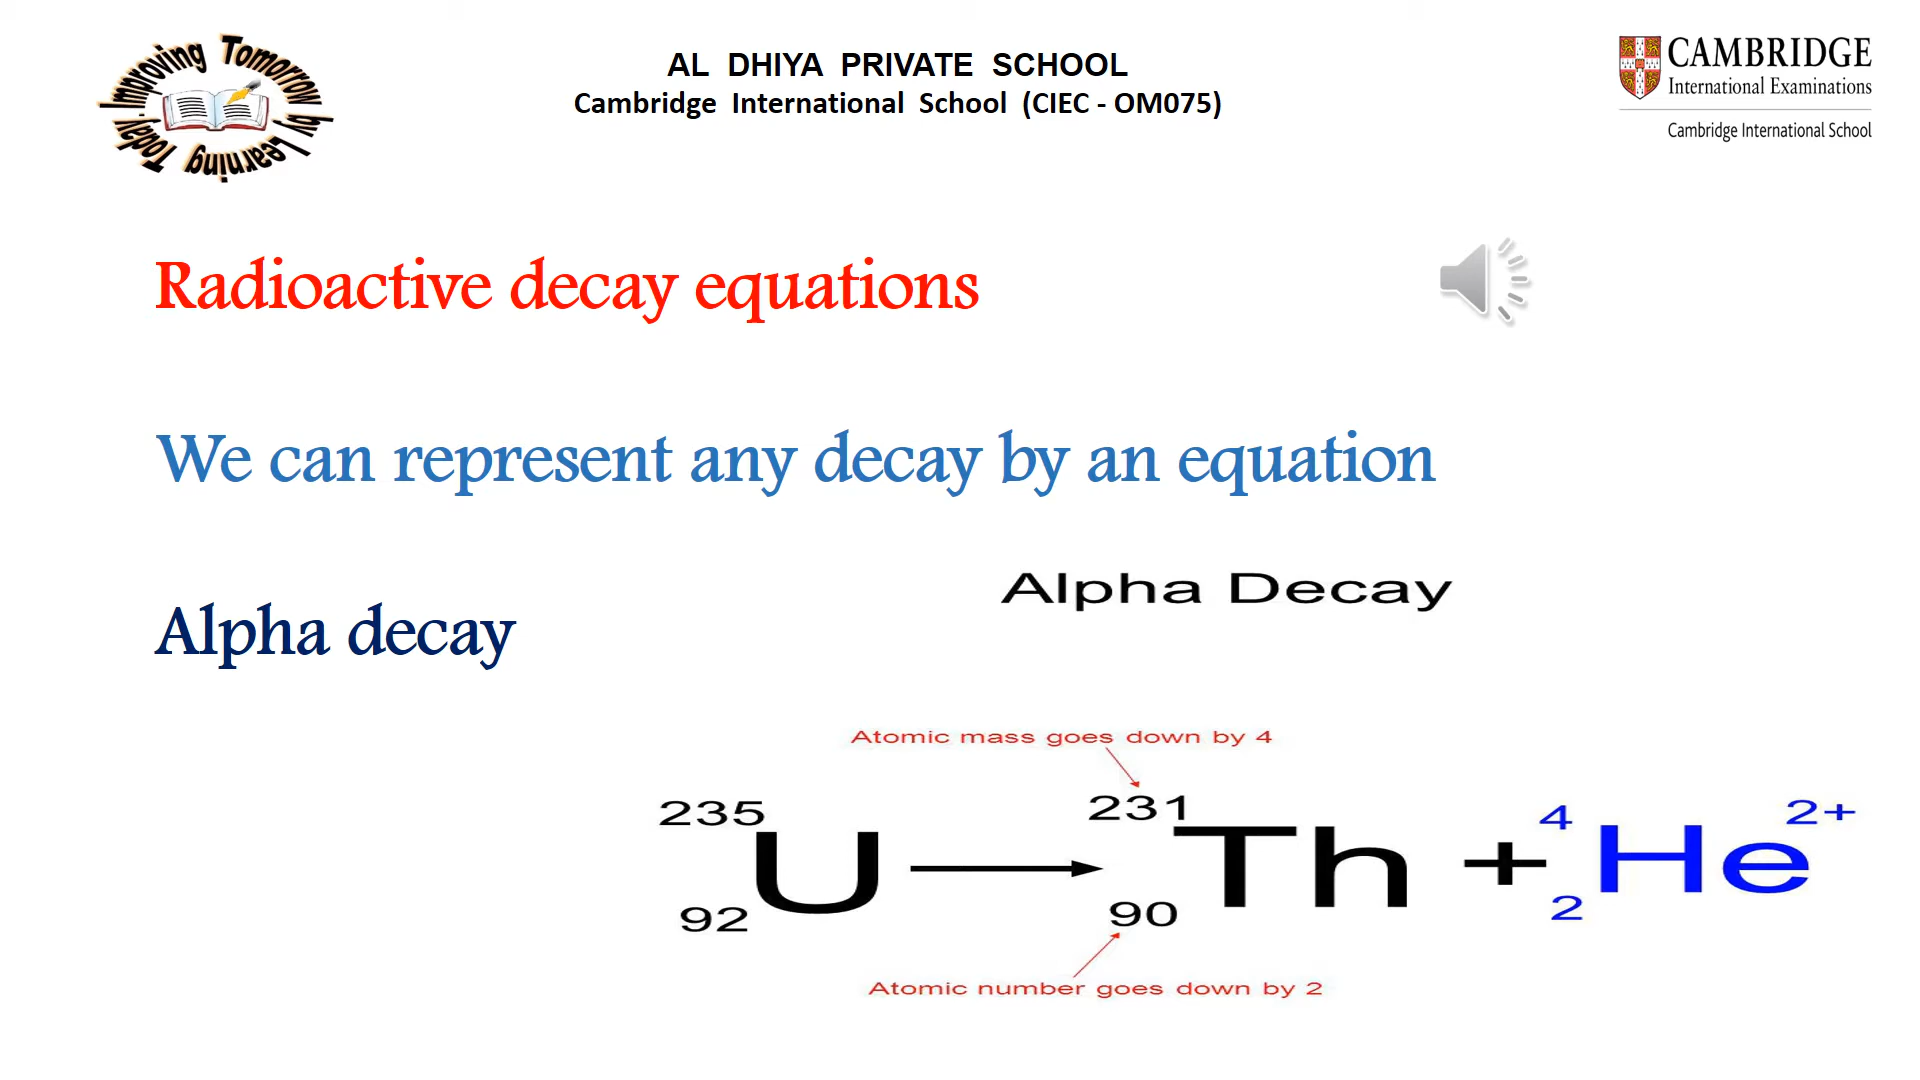 Improving Tomorrow by Learning Today
AL DHIYA PRIVATE SCHOOL
Cambridge International School (CIEC - OM075)
CAMBRIDGE
International Examinations
Cambridge International School
Radioactive decay equations
We can represent any decay by an equation
Alpha decay
Alpha Decay
Atomic mass goes down by 4
235 92 U → 231 90 Th + 4 2 He 2+
Atomic number goes down by 2